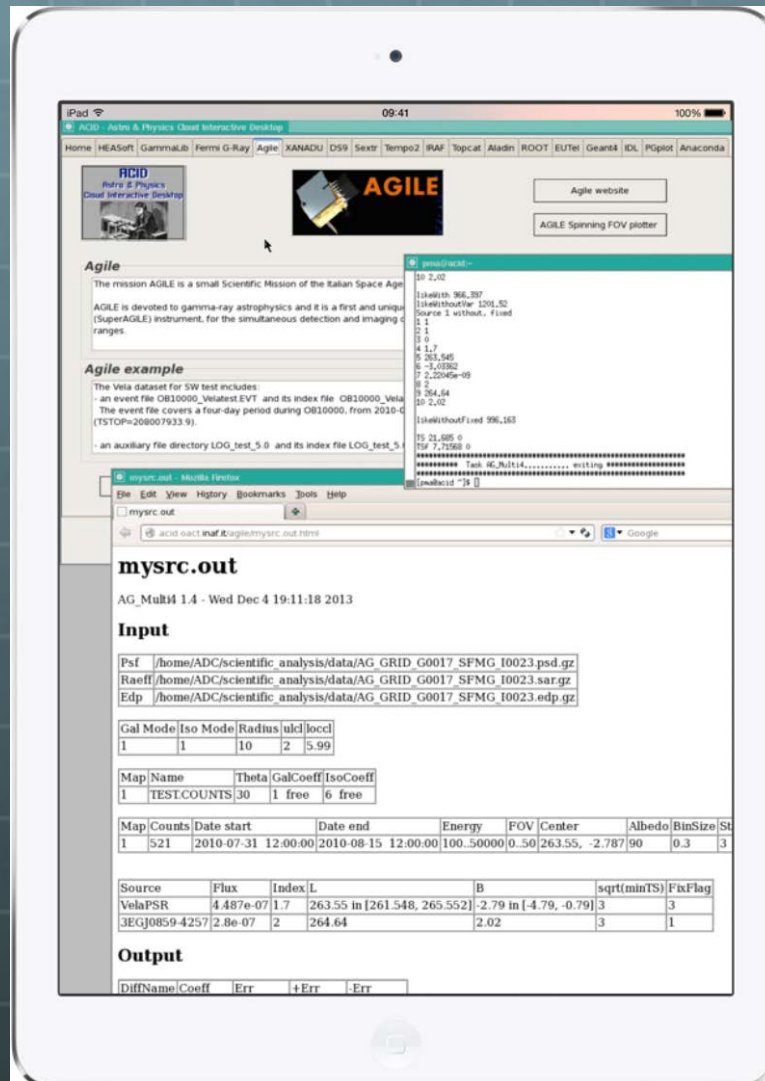 iPad 09:41 100%
ACID - Astro & Physics Cloud Interactive Desktop
Home HEASoft GammaLib Fermi G-Ray Agile XANADU DS9 Sextr Tempo2 IRAF Topcat Aladin ROOT EUTel Geant4 IDL PGplot Anaconda
ACID
Astro & Physics
Cloud Interactive Desktop
AGILE
Agile website
AGILE Spinning FOV plotter
Agile
The mission AGILE is a small Scientific Mission of the Italian Space Age
AGILE is devoted to gamma-ray astrophysics and it is a first and uniqu
(SuperAGILE) instrument, for the simultaneous detection and imaging o
ranges.
Agile example
The Vela dataset for SW test includes:
- an event file OB10000_Velatest.EVT and its index file OB10000_Vela
The event file covers a four-day period during OB10000, from 2010-0
(TSTOP=208007933.9).
- an auxiliary file directory LOG_test_5.0 and its index file LOG_test_5.
pma@acid:~
10 2.02
likeWith 966.397
likeWithoutVar 1201.52
Source 1 without, fixed
1 1
2 1
3 0
4 1.7
5 263.545
6 -3.03362
7 2.22045e-09
8 2
9 264.64
10 2.02
likeWithoutFixed 996.163
TS 21.685 0
TSF 7.71568 0
Task AG_Multi4........... exiting
[pma@acid ~]$
mysrc.out - Mozilla Firefox
File Edit View History Bookmarks Tools Help
mysrc.out
acid.oact.inaf.it/agile/mysrc.out.html Google
mysrc.out
AG_Multi4 1.4 - Wed Dec 4 19:11:18 2013
Input
Psf /home/ADC/scientific_analysis/data/AG_GRID_G0017_SFMG_I0023.psd.gz
Raeff /home/ADC/scientific_analysis/data/AG_GRID_G0017_SFMG_I0023.sar.gz
Edp /home/ADC/scientific_analysis/data/AG_GRID_G0017_SFMG_I0023.edp.gz
Gal Mode Iso Mode Radius ulcl loccl
1 1 10 2 5.99
Map Name Theta GalCoeff IsoCoeff
1 TEST.COUNTS 30 1 free 6 free
Map Counts Date start Date end Energy FOV Center Albedo BinSize St
1 521 2010-07-31 12:00:00 2010-08-15 12:00:00 100..50000 0..50 263.55, -2.787 90 0.3 3
Source Flux Index L B sqrt(minTS) FixFlag
VelaPSR 4.487e-07 1.7 263.55 in [261.548, 265.552] -2.79 in [-4.79, -0.79] 3 3
3EGJ0859-4257 2.8e-07 2 264.64 2.02 3 1
Output
DiffName Coeff Err +Err -Err